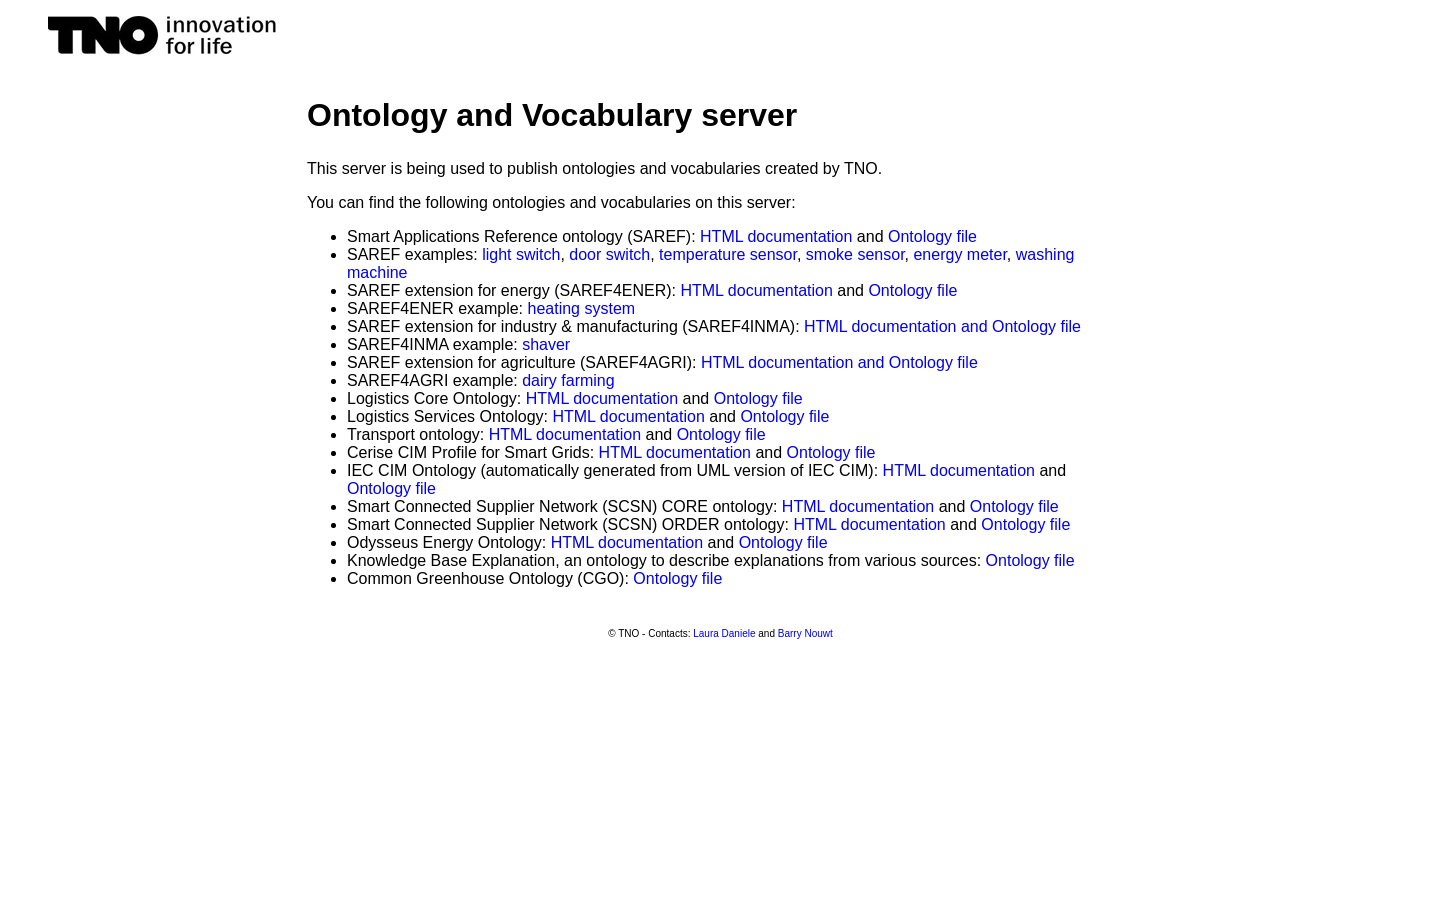 TNO innovation
for life
Ontology and Vocabulary server
This server is being used to publish ontologies and vocabularies created by TNO.
You can find the following ontologies and vocabularies on this server:
Smart Applications Reference ontology (SAREF): HTML documentation and Ontology file
SAREF examples: light switch, door switch, temperature sensor, smoke sensor, energy meter, washing
machine
SAREF extension for energy (SAREF4ENER): HTML documentation and Ontology file
SAREF4ENER example: heating system
SAREF extension for industry & manufacturing (SAREF4INMA): HTML documentation and Ontology file
SAREF4INMA example: shaver
SAREF extension for agriculture (SAREF4AGRI): HTML documentation and Ontology file
SAREF4AGRI example: dairy farming
Logistics Core Ontology: HTML documentation and Ontology file
Logistics Services Ontology: HTML documentation and Ontology file
Transport ontology: HTML documentation and Ontology file
Cerise CIM Profile for Smart Grids: HTML documentation and Ontology file
IEC CIM Ontology (automatically generated from UML version of IEC CIM): HTML documentation and
Ontology file
Smart Connected Supplier Network (SCSN) CORE ontology: HTML documentation and Ontology file
Smart Connected Supplier Network (SCSN) ORDER ontology: HTML documentation and Ontology file
Odysseus Energy Ontology: HTML documentation and Ontology file
Knowledge Base Explanation, an ontology to describe explanations from various sources: Ontology file
Common Greenhouse Ontology (CGO): Ontology file
© TNO - Contacts: Laura Daniele and Barry Nouwt